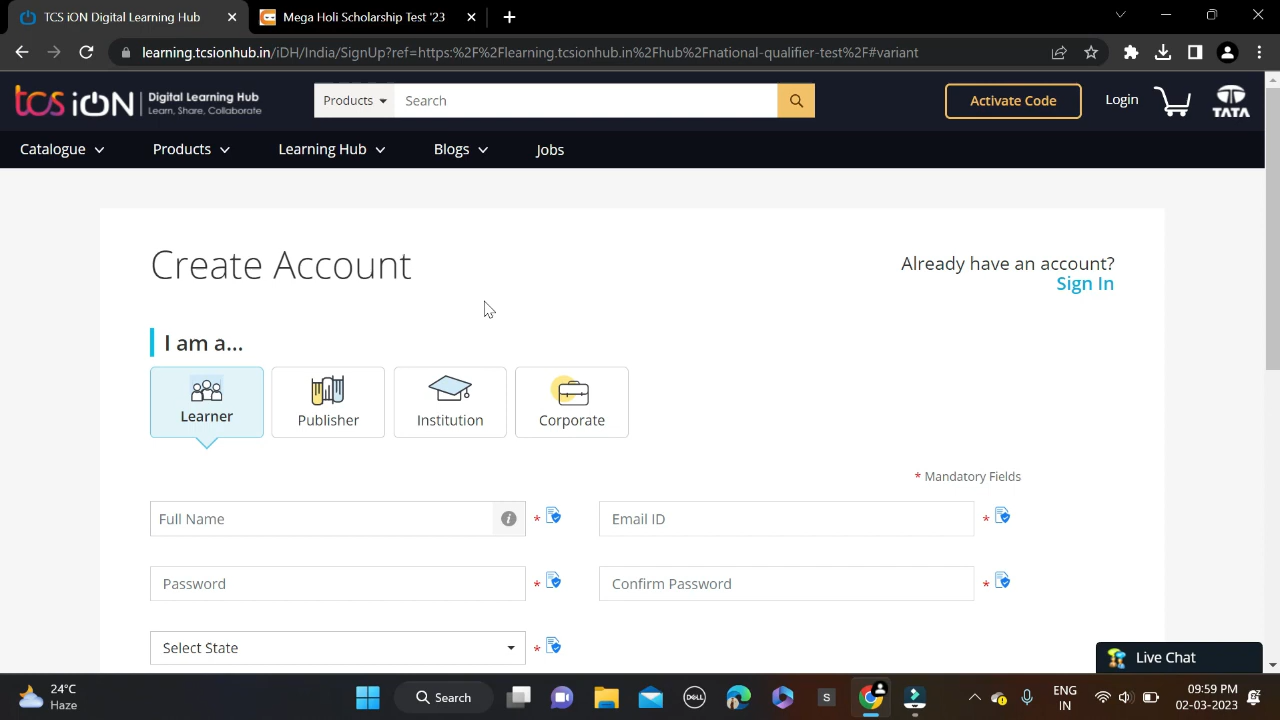 TCS iON Digital Learning Hub
Mega Holi Scholarship Test '23
learning.tcsionhub.in/iDH/India/SignUp?ref=https:%2F%2Flearning.tcsionhub.in%2Fhub%2Fnational-qualifier-test%2F#variant
tcs iON
Digital Learning Hub
Learn, Share, Collaborate
Products
Search
Activate Code
Login
TATA
Catalogue
Products
Learning Hub
Blogs
Jobs
Create Account
Already have an account?
Sign In
I am a...
Learner
Publisher
Institution
Corporate
* Mandatory Fields
Full Name
i
*
Email ID
*
Password
*
Confirm Password
*
Select State
*
Live Chat
24°C
Haze
Search
DELL
S
ENG
IN
09:59 PM
02-03-2023